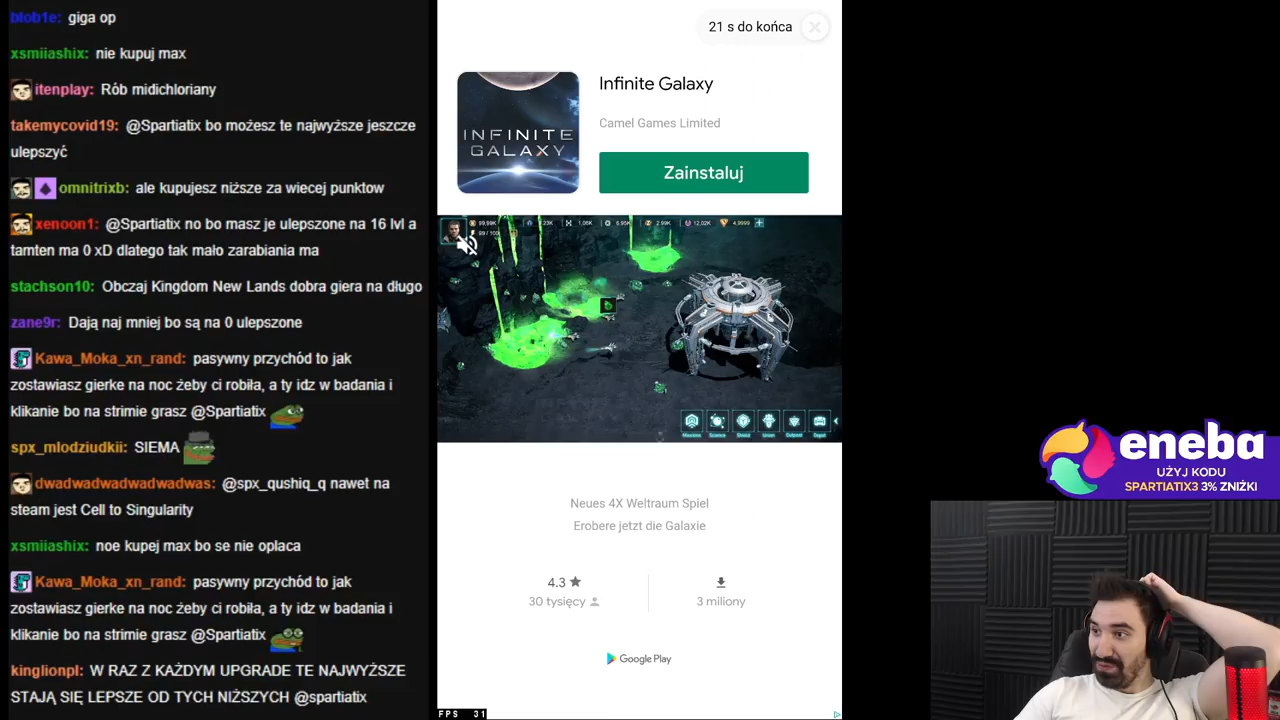 blob1e: giga op
xsmiiashix: nie kupuj max
itenplay: Rób midichloriany
takemycovid19: @Spartiatix bo możesz te najwyższe jeszcze
ulepszyć
omnitrixb: ale kupujesz niższe za wiecej punktow
xenoon1: @Spartiatix no bo masz je ulepszone na 16 lvl a
tamten ma 0 xD dlatego tak mało zarabiania ma
stachson10: Obczaj Kingdom New Lands dobra giera na długo
zane9r: Dają naj mniej bo są na 0 ulepszone
Kawa_Moka_xn_rand: pasywny przychód to jak
zostawiasz gierke na noc żeby ci robiła, a ty idz w badania i
klikanie bo na strimie grasz @Spartiatix
spx_mlodziudkii: SIEMA
dwadwadwadwadwadwas: @spx_qushiq_q nawet na
steam jest Cell to Singularity
xsmiiashix: noe kupej max bo se nie oplaca
Kawa_Moka_xn_rand: pasywny przychód to jak
zostawiasz gierke na noc żeby ci robiła, a ty idz w badania i
klikanie bo na strimie grasz @Spartiatix
kinglionpl: W RAZ Z KAŻDYM UPGRADE TE NAJWYŻSZE
STAJĄ SIĘ LEPSZE OD TYCH NISZYCH @spartiatix
21 s do końca
INFINITE
GALAXY
Infinite Galaxy
Camel Games Limited
Zainstaluj
99/100
Neues 4X Weltraum Spiel
Erobere jetzt die Galaxie
4.3 ★
30 tysięcy
3 miliony
Google Play
FPS 31
eneba
UŻYJ KODU
SPARTIATIX3 3% ZNIŻKI